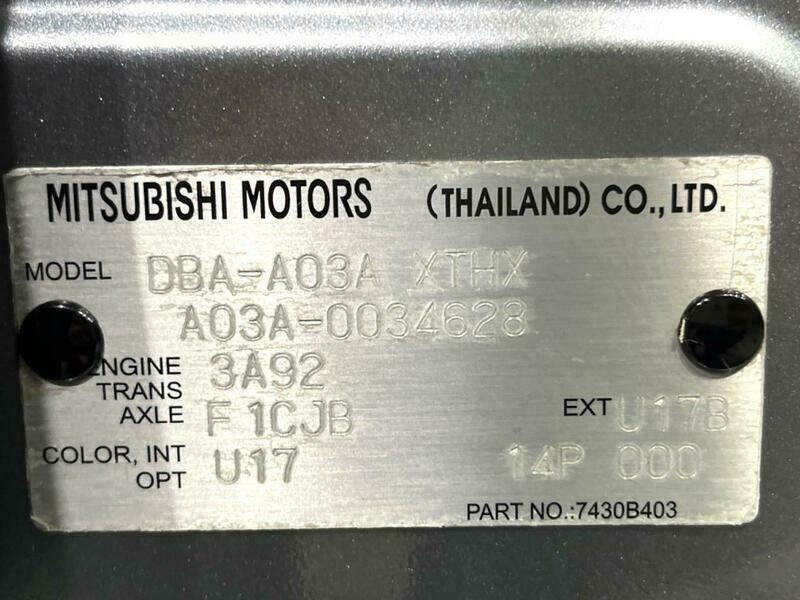 MITSUBISHI MOTORS (THAILAND) CO.,LTD.
MODEL DBA-A03A XTHX
A03A-0034628
ENGINE 3A92
TRANS
AXLE F1CJB EXT U17B
COLOR, INT U17 14P 000
OPT
PART NO.:7430B403